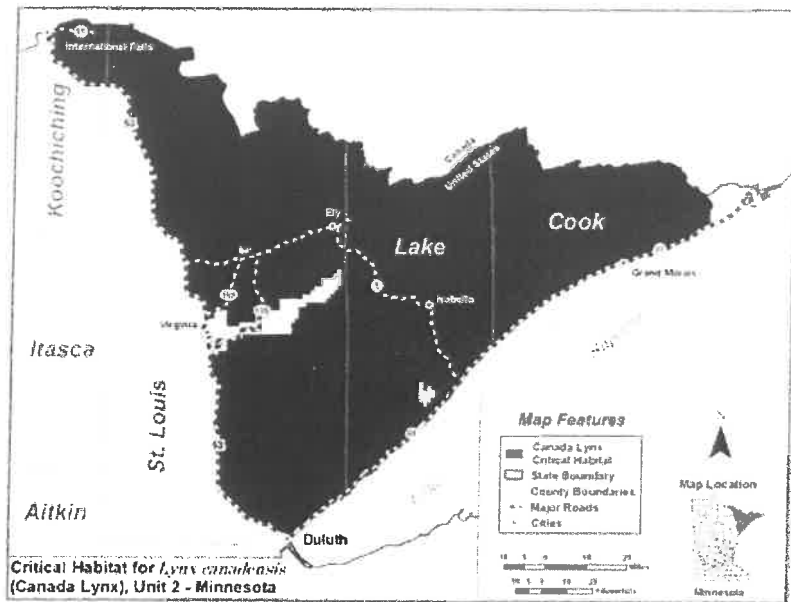 International Falls
Koochiching
Canada
United States
Ely
Lake
Cook
Grand Marais
Isabella
Virginia
Itasca
St. Louis
Aitkin
Duluth
Map Features
Canada Lynx
Critical Habitat
State Boundary
County Boundaries
Major Roads
Cities
N
Map Location
Minnesota
Miles
Kilometers
Critical Habitat for Lynx canadensis
(Canada Lynx), Unit 2 - Minnesota